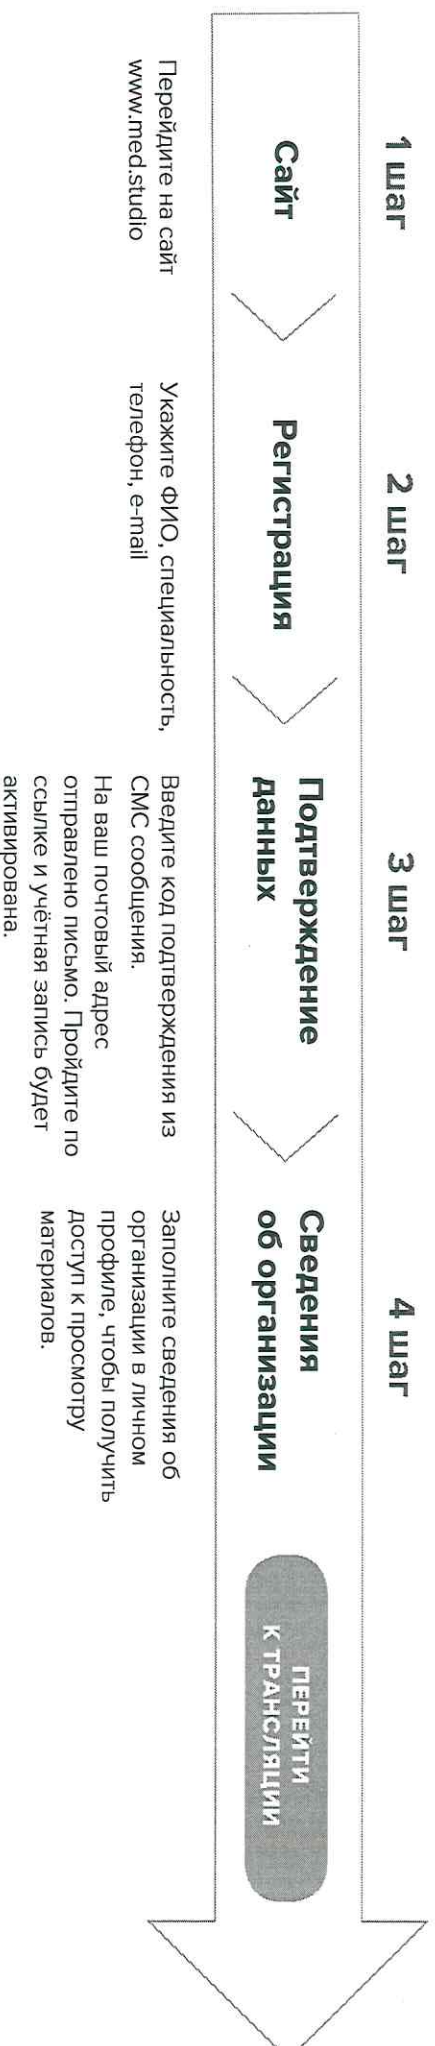 1 шаг
Сайт
Перейдите на сайт
www.med.studio
2 шаг
Регистрация
Укажите ФИО, специальность,
телефон, e-mail
3 шаг
Подтверждение
данных
Введите код подтверждения из
СМС сообщения.
На ваш почтовый адрес
отправлено письмо. Пройдите по
ссылке и учётная запись будет
активирована.
4 шаг
Сведения
об организации
Заполните сведения об
организации в личном
профиле, чтобы получить
доступ к просмотру
материалов.
ПЕРЕЙТИ
К ТРАНСЛЯЦИИ